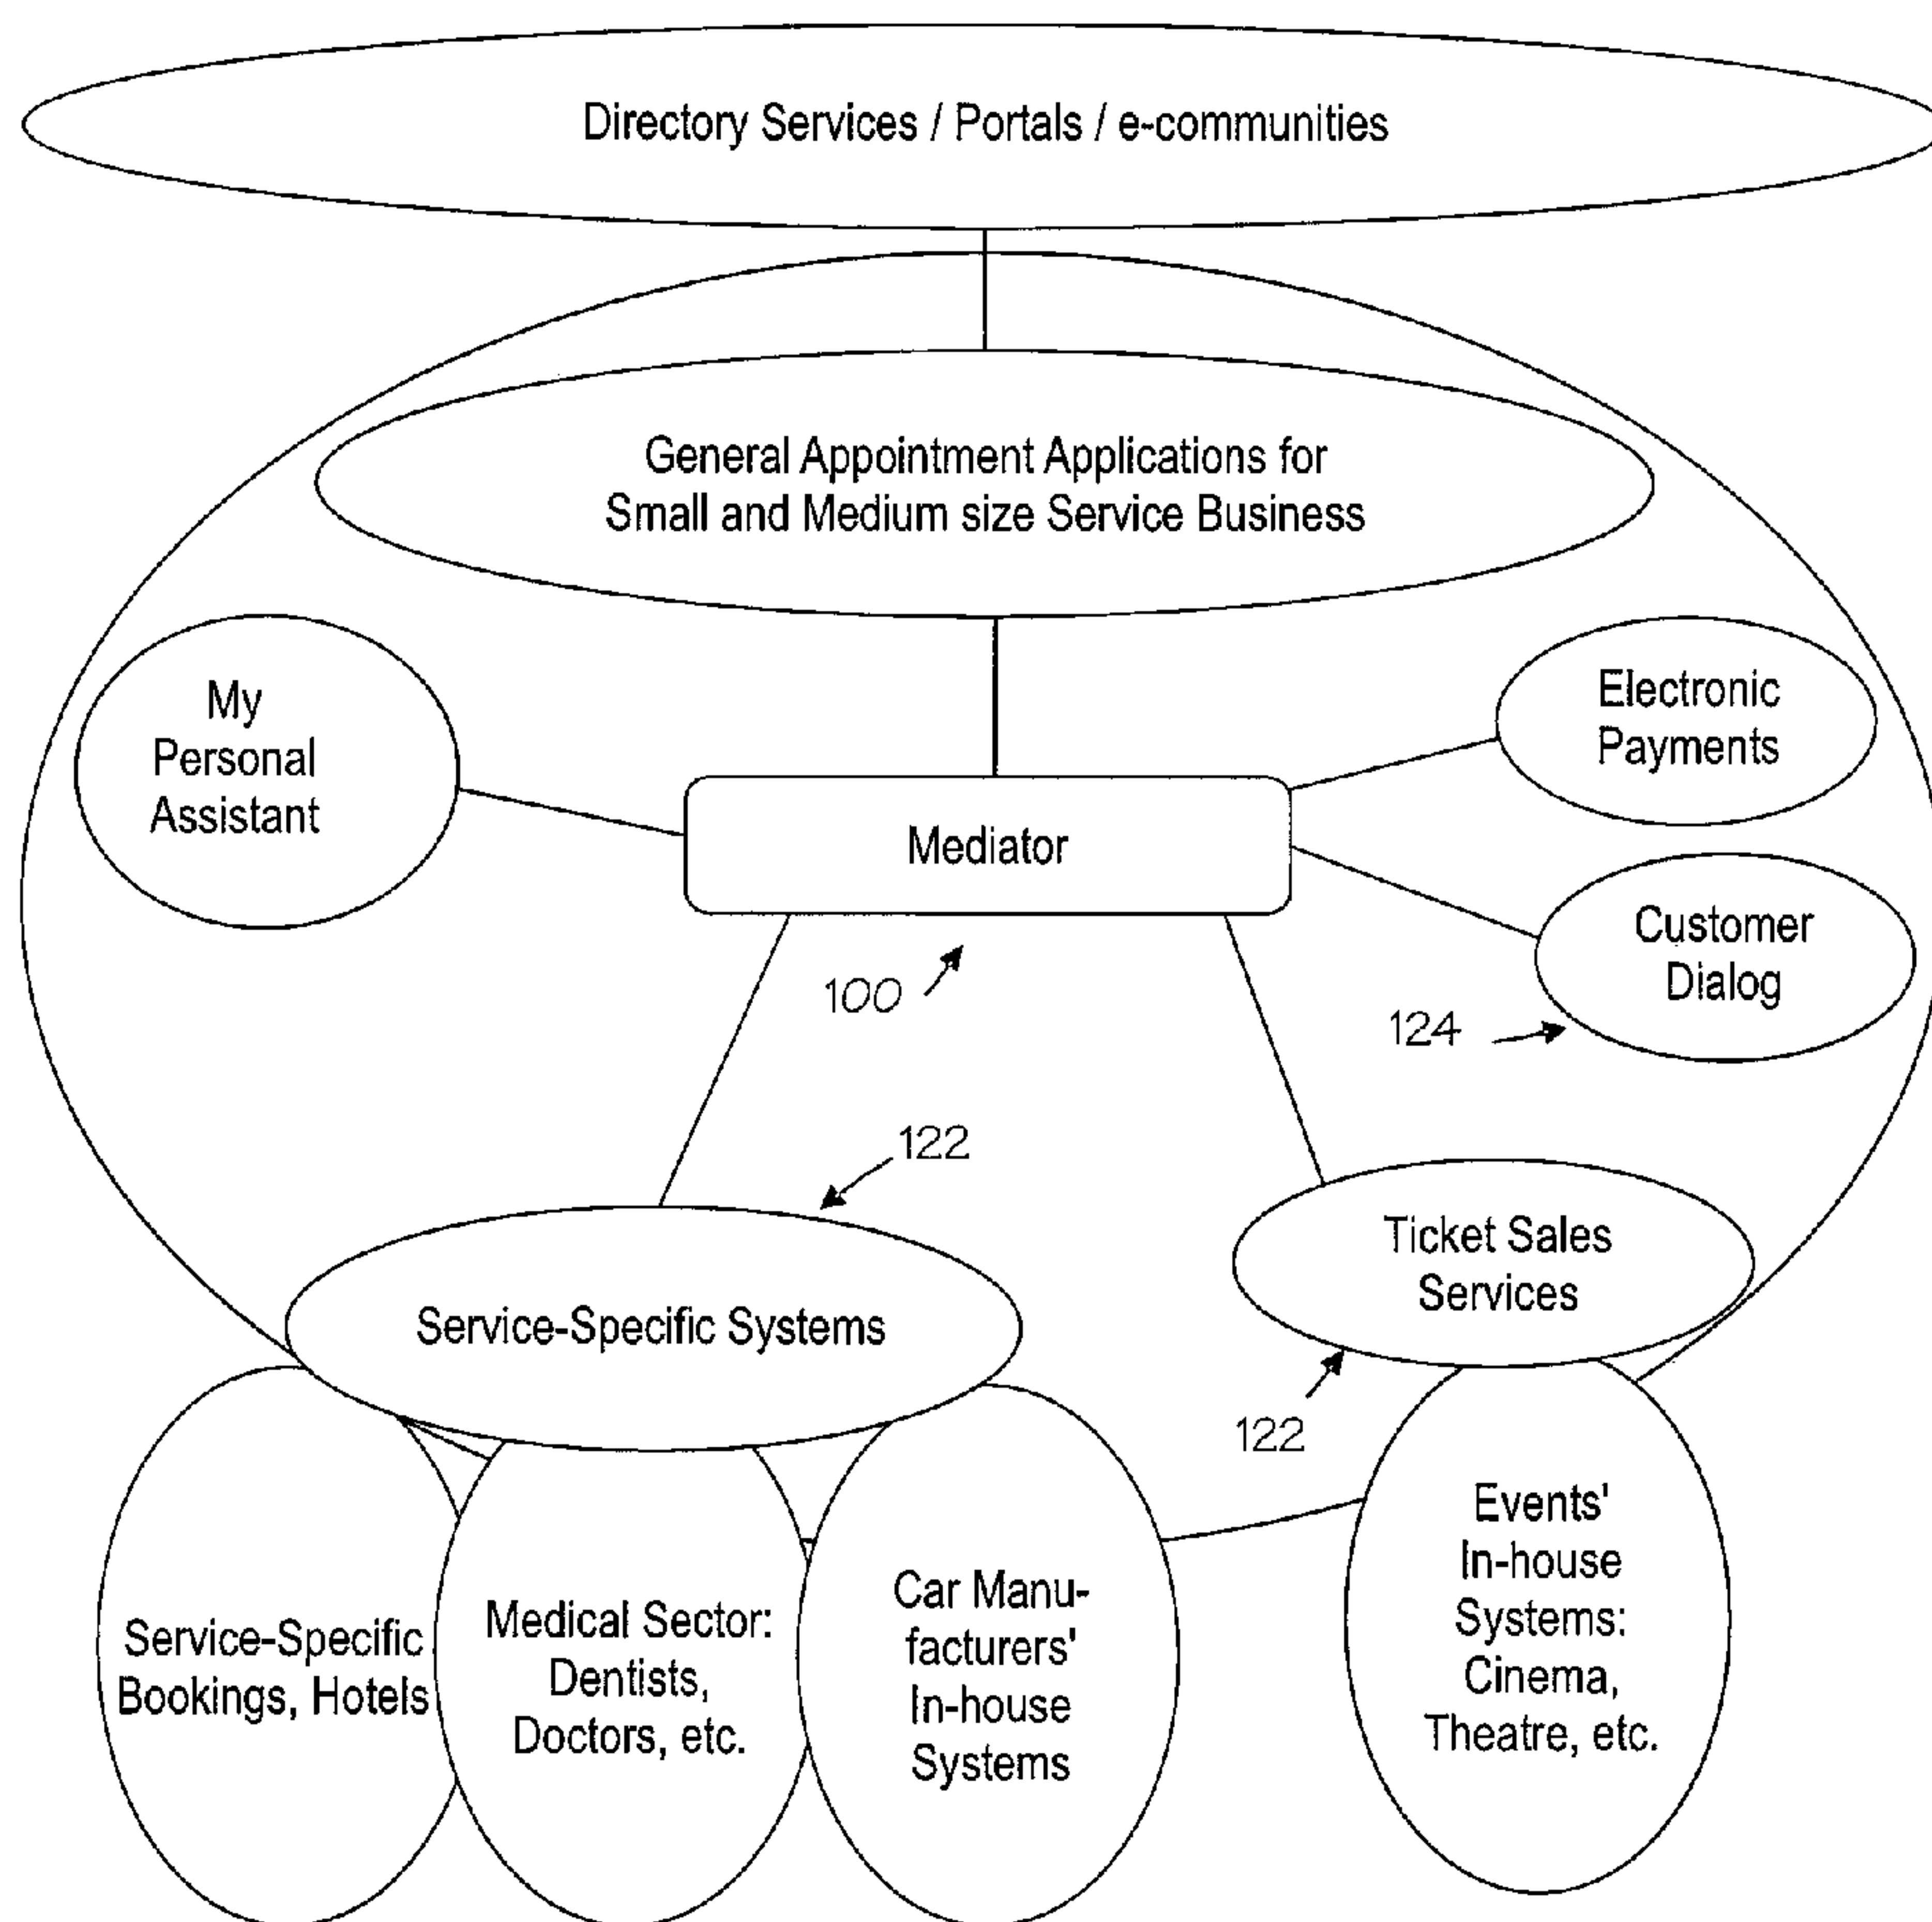 Directory Services / Portals / e-communities
General Appointment Applications for
Small and Medium size Service Business
My
Personal
Assistant
Electronic
Payments
Mediator
Customer
Dialog
100
124
122
Ticket Sales
Services
Service-Specific Systems
122
Service-Specific
Bookings, Hotels
Medical Sector:
Dentists,
Doctors, etc.
Car Manu-
facturers'
In-house
Systems
Events'
In-house
Systems:
Cinema,
Theatre, etc.